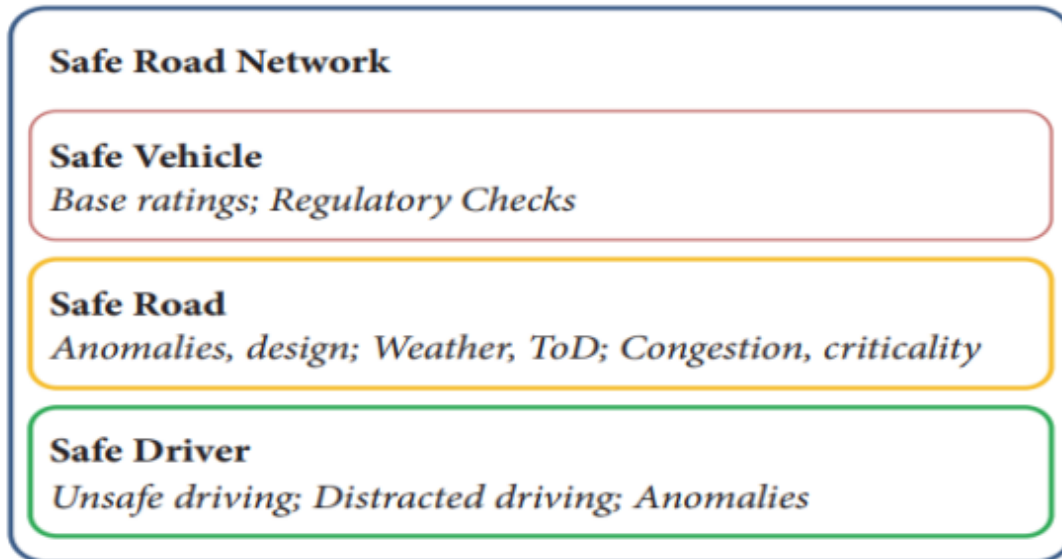 Safe Road Network
Safe Vehicle
Base ratings; Regulatory Checks
Safe Road
Anomalies, design; Weather, ToD; Congestion, criticality
Safe Driver
Unsafe driving; Distracted driving; Anomalies